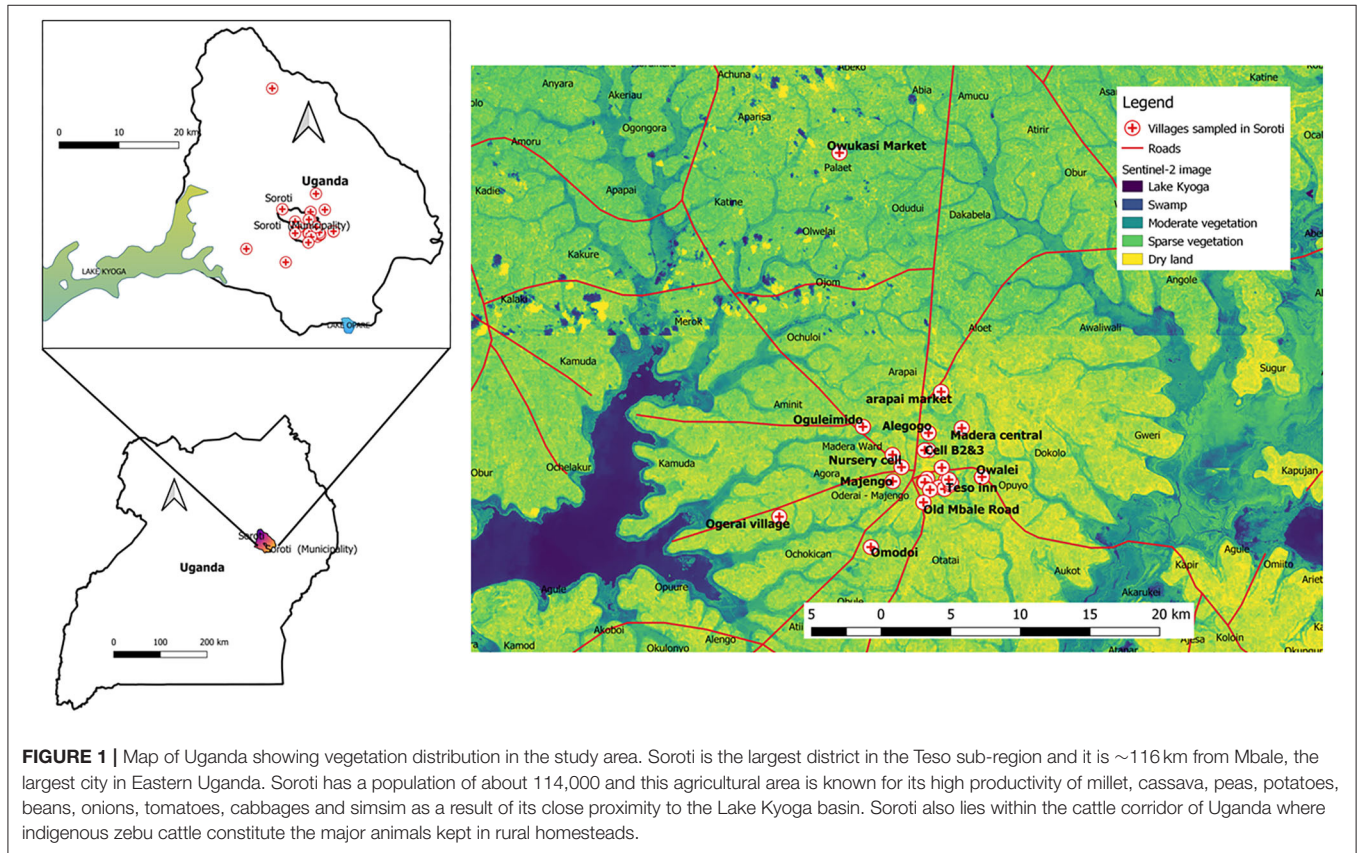 0 10 20 km
Uganda
Soroti
Soroti (Municipality)
LAKE KYOGA
LAKE OPARE
Soroti
Soroti (Municipality)
Uganda
0 100 200 km
Achuna
Abeko
Katine
Anyara
Akeriau
Abia
Amucu
Aparisa
Ogongora
Atirir
Amoru
Owukasi Market
Palaet
Obur
Kadie
Apapai
Katine
Odudui
Dakabela
Olwelai
Kakure
Ojom
Angole
Kalaki
Merok
Aloet
Awaliwali
Ochuloi
Kamuda
Arapai
Sugur
arapai market
Aminit
Oguleimido
Alegogo
Madera central
Gweri
Madera Ward
Cell B2&3
Dokolo
Obur
Ochelakur
Kamuda
Nursery cell
Agora
Owalei
Kapujan
Majengo
Oderai - Majengo
Teso Inn
Opuyo
Old Mbale Road
Ogerai village
Ochokican
Omodoi
Otatai
Agule
Omiito
Kapir
Aukot
Agule
Opuure
Akarukei
Obule
5 0 5 10 15 20 km
Akoboi
Alengo
Kamod
Okulonyo
Koloin
Legend
Villages sampled in Soroti
Roads
Sentinel-2 image
Lake Kyoga
Swamp
Moderate vegetation
Sparse vegetation
Dry land
FIGURE 1 | Map of Uganda showing vegetation distribution in the study area. Soroti is the largest district in the Teso sub-region and it is ∼116 km from Mbale, the
largest city in Eastern Uganda. Soroti has a population of about 114,000 and this agricultural area is known for its high productivity of millet, cassava, peas, potatoes,
beans, onions, tomatoes, cabbages and simsim as a result of its close proximity to the Lake Kyoga basin. Soroti also lies within the cattle corridor of Uganda where
indigenous zebu cattle constitute the major animals kept in rural homesteads.